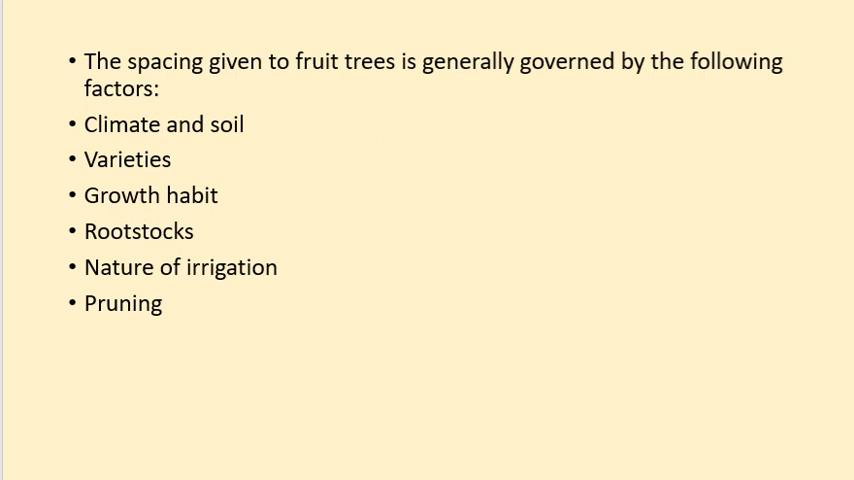 • The spacing given to fruit trees is generally governed by the following
factors:
• Climate and soil
• Varieties
• Growth habit
• Rootstocks
• Nature of irrigation
• Pruning